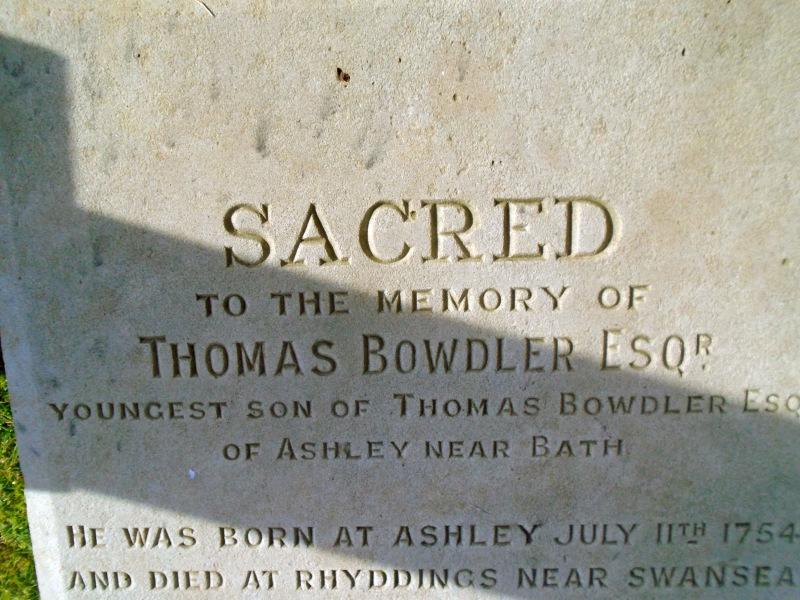 SACRED
TO THE MEMORY OF
THOMAS BOWDLER ESQR.
YOUNGEST SON OF THOMAS BOWDLER ESQ
OF ASHLEY NEAR BATH
HE WAS BORN AT ASHLEY JULY 11TH 1754
AND DIED AT RHYDDINGS NEAR SWANSEA